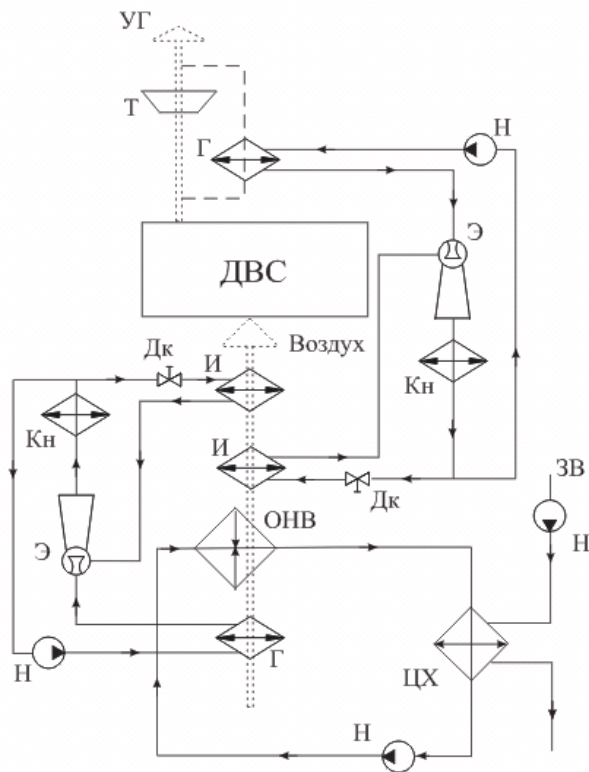 УГ
Т
Г
Н
Э
ДВС
Воздух
Дк
И
Кн
Кн
И
Дк
ЗВ
ОНВ
Н
Э
Н
Г
ЦХ
Н